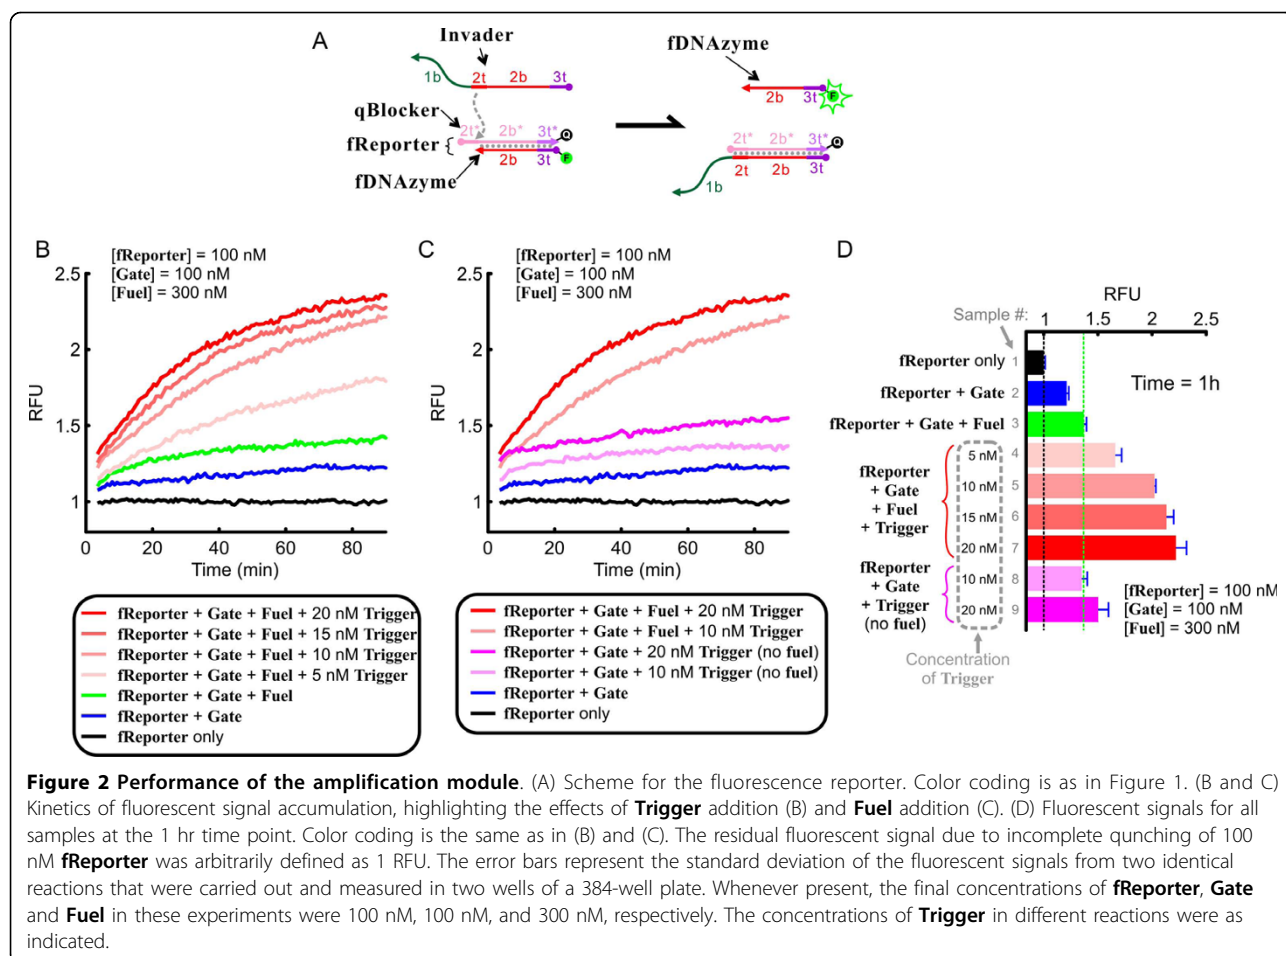 A
Invader
1b
2t
2b
3t
qBlocker
2t*
2b*
3t*
Q
fReporter {
2b
3t
F
fDNAzyme
fDNAzyme
2b
3t
F
2t*
2b*
3t*
Q
2t
2b
3t
1b
B
[fReporter] = 100 nM
[Gate] = 100 nM
[Fuel] = 300 nM
2.5
2
1.5
1
RFU
0
20
40
60
80
Time (min)
fReporter + Gate + Fuel + 20 nM Trigger
fReporter + Gate + Fuel + 15 nM Trigger
fReporter + Gate + Fuel + 10 nM Trigger
fReporter + Gate + Fuel + 5 nM Trigger
fReporter + Gate + Fuel
fReporter + Gate
fReporter only
C
[fReporter] = 100 nM
[Gate] = 100 nM
[Fuel] = 300 nM
2.5
2
1.5
1
RFU
0
20
40
60
80
Time (min)
fReporter + Gate + Fuel + 20 nM Trigger
fReporter + Gate + Fuel + 10 nM Trigger
fReporter + Gate + 20 nM Trigger (no fuel)
fReporter + Gate + 10 nM Trigger (no fuel)
fReporter + Gate
fReporter only
D
RFU
Sample #:
1
1.5
2
2.5
fReporter only 1
Time = 1h
fReporter + Gate 2
fReporter + Gate + Fuel 3
fReporter
+ Gate
+ Fuel
+ Trigger
5 nM 4
10 nM 5
15 nM 6
20 nM 7
fReporter
+ Gate
+ Trigger
(no fuel)
10 nM 8
20 nM 9
[fReporter] = 100 nM
[Gate] = 100 nM
[Fuel] = 300 nM
Concentration
of Trigger
Figure 2 Performance of the amplification module. (A) Scheme for the fluorescence reporter. Color coding is as in Figure 1. (B and C)
Kinetics of fluorescent signal accumulation, highlighting the effects of Trigger addition (B) and Fuel addition (C). (D) Fluorescent signals for all
samples at the 1 hr time point. Color coding is the same as in (B) and (C). The residual fluorescent signal due to incomplete qunching of 100
nM fReporter was arbitrarily defined as 1 RFU. The error bars represent the standard deviation of the fluorescent signals from two identical
reactions that were carried out and measured in two wells of a 384-well plate. Whenever present, the final concentrations of fReporter, Gate
and Fuel in these experiments were 100 nM, 100 nM, and 300 nM, respectively. The concentrations of Trigger in different reactions were as
indicated.